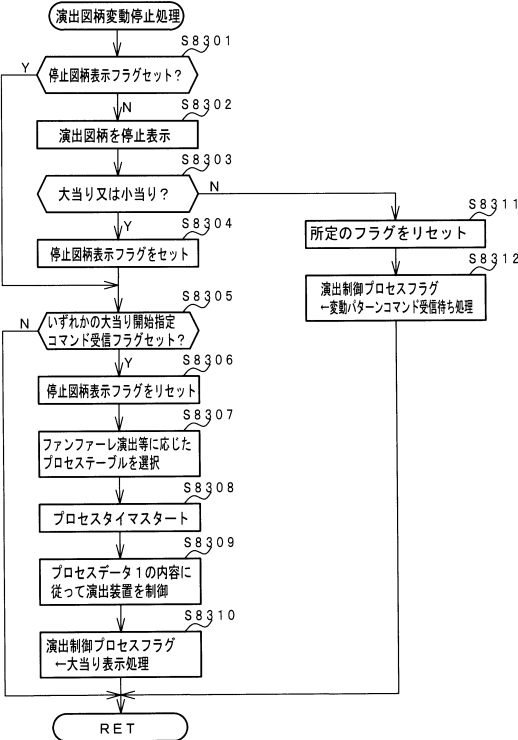 演出図柄変動停止処理
S8301
停止図柄表示フラグセット？
Y
N
S8302
演出図柄を停止表示
S8303
大当り又は小当り？
N
Y
S8304
停止図柄表示フラグをセット
S8311
所定のフラグをリセット
S8312
演出制御プロセスフラグ
←変動パターンコマンド受信待ち処理
S8305
いずれかの大当り開始指定
コマンド受信フラグセット？
N
Y
S8306
停止図柄表示フラグをリセット
S8307
ファンファーレ演出等に応じた
プロセステーブルを選択
S8308
プロセスタイマスタート
S8309
プロセスデータ１の内容に
従って演出装置を制御
S8310
演出制御プロセスフラグ
←大当り表示処理
RET